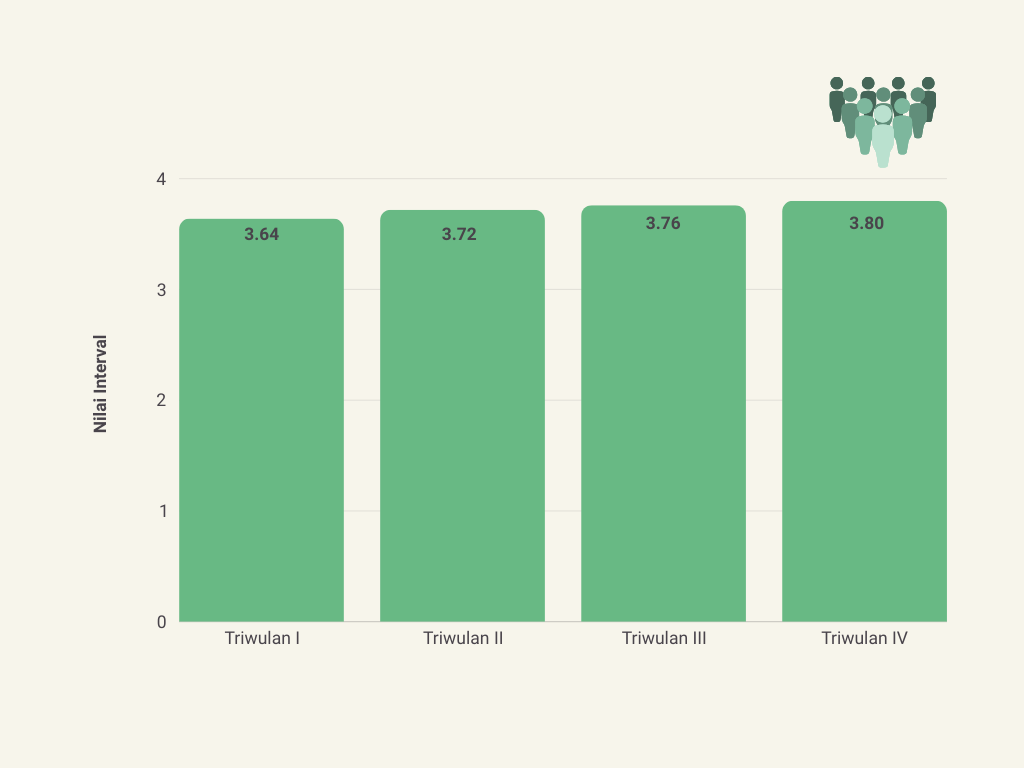 4
3
2
1
0
Nilai Interval
3.64
3.72
3.76
3.80
Triwulan I
Triwulan II
Triwulan III
Triwulan IV